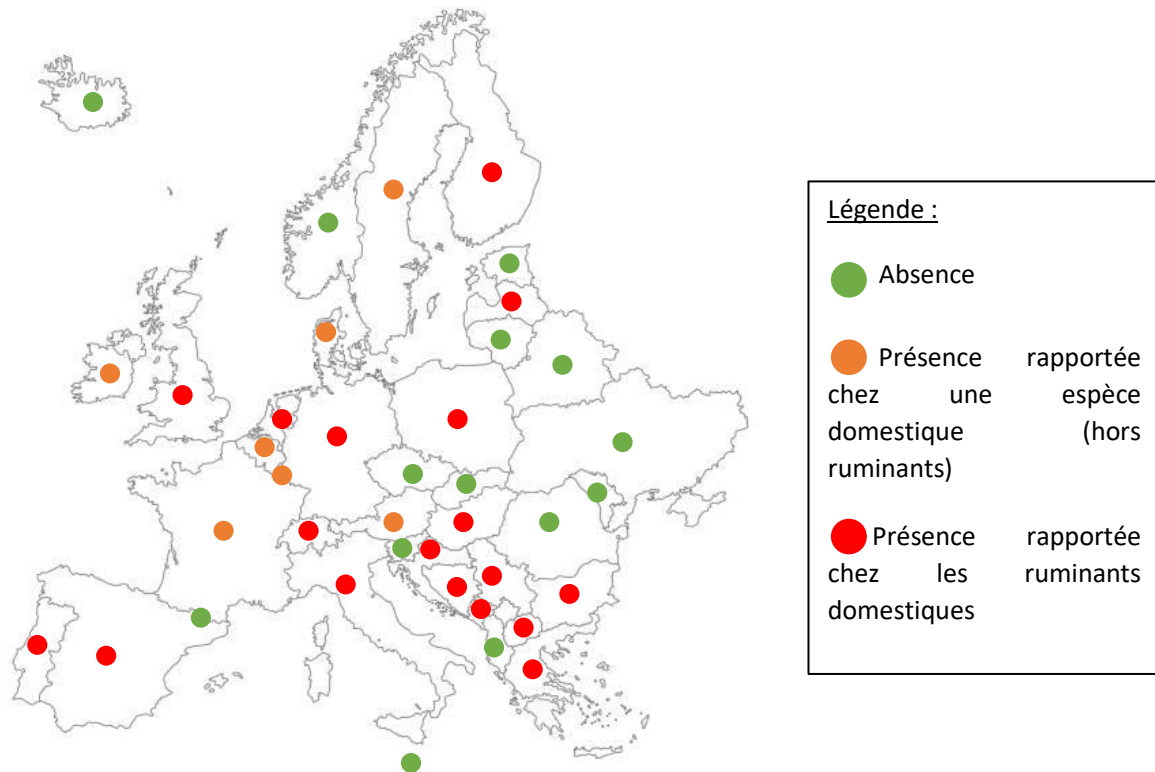 Légende :
Absence
Présence rapportée
chez une espèce
domestique (hors
ruminants)
Présence rapportée
chez les ruminants
domestiques